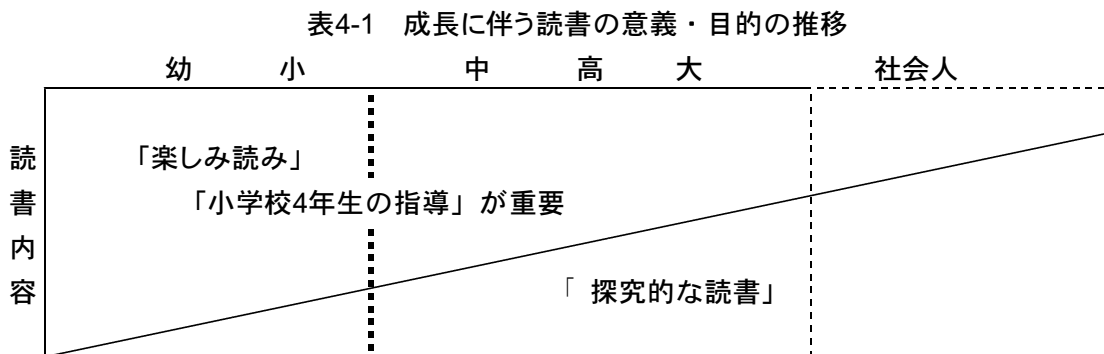 表4-1 成長に伴う読書の意義・目的の推移
幼 小 中 高 大 社会人
読書内容
「楽しみ読み」
「小学校4年生の指導」が重要
「 探究的な読書」